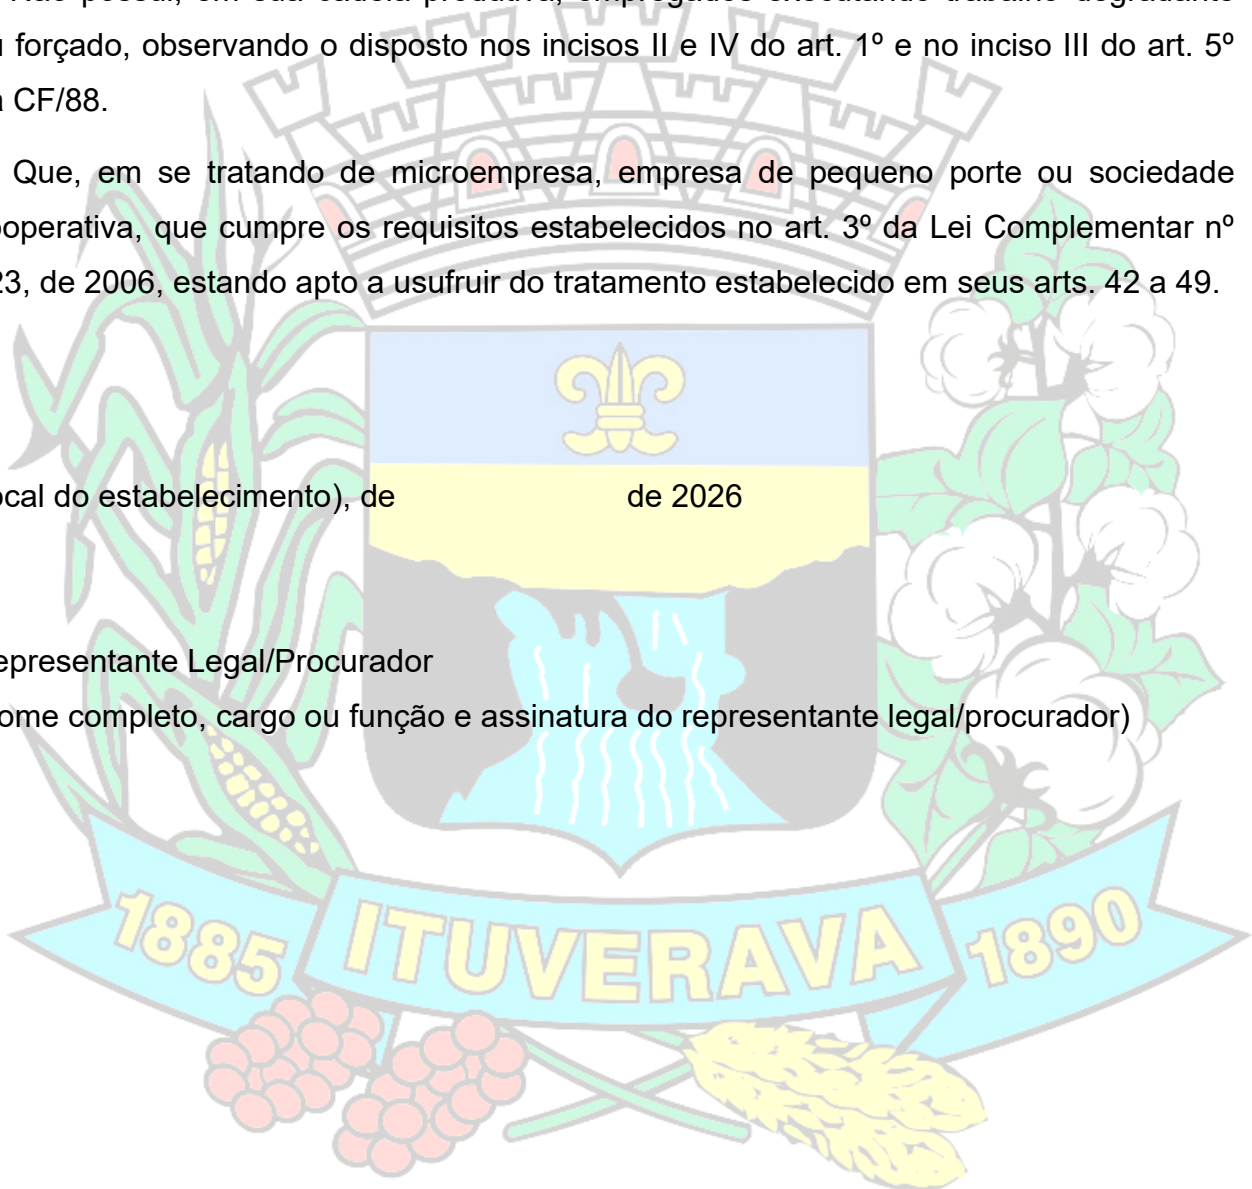 Não possui, em sua cadeia produtiva, empregados executando trabalho degradante
u forçado, observando o disposto nos incisos II e IV do art. 1º e no inciso III do art. 5º
a CF/88.
Que, em se tratando de microempresa, empresa de pequeno porte ou sociedade
ooperativa, que cumpre os requisitos estabelecidos no art. 3º da Lei Complementar nº
23, de 2006, estando apto a usufruir do tratamento estabelecido em seus arts. 42 a 49.
ocal do estabelecimento), de de 2026
epresentante Legal/Procurador
ome completo, cargo ou função e assinatura do representante legal/procurador)
1885 ITUVERAVA 1890